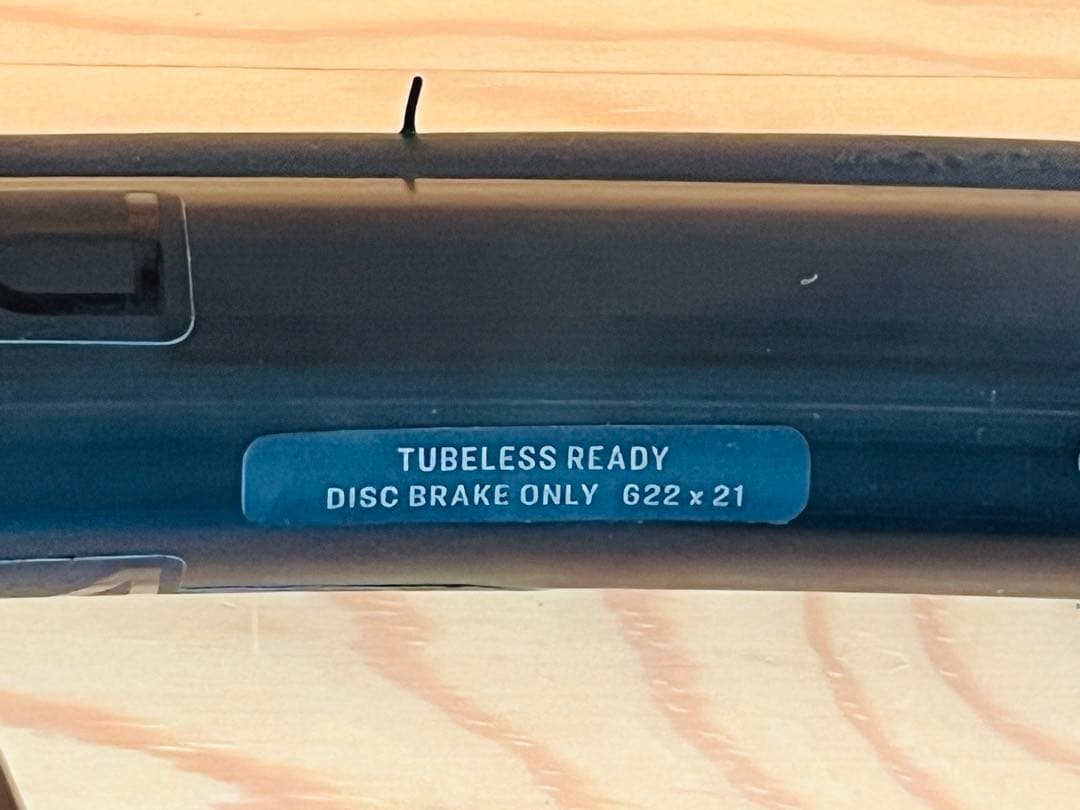 TUBELESS READY
DISC BRAKE ONLY 622 x 21